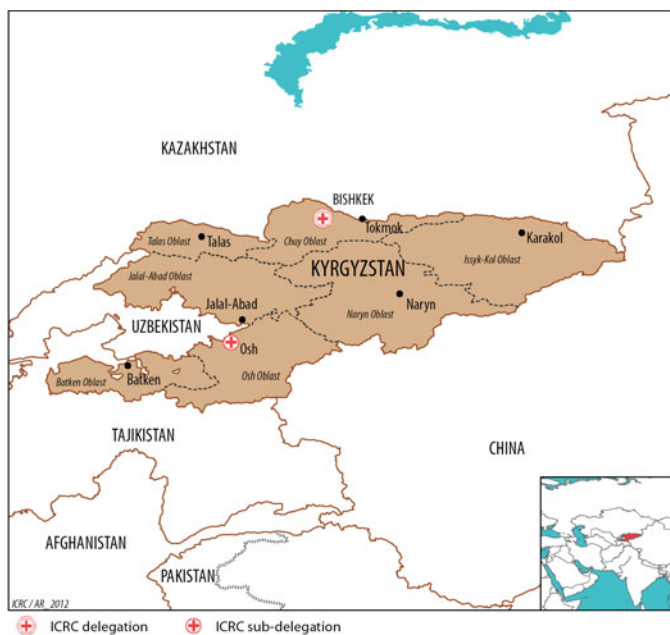 KAZAKHSTAN
BISHKEK
Tokmok
Talas Oblast
Talas
Chuy Oblast
Karakol
Issyk-Kol Oblast
KYRGYZSTAN
Jalal-Abad Oblast
Jalal-Abad
Naryn
Naryn Oblast
UZBEKISTAN
Osh
Batken
Batken Oblast
Osh Oblast
TAJIKISTAN
CHINA
AFGHANISTAN
PAKISTAN
ICRC / AR_2012
ICRC delegation
ICRC sub-delegation